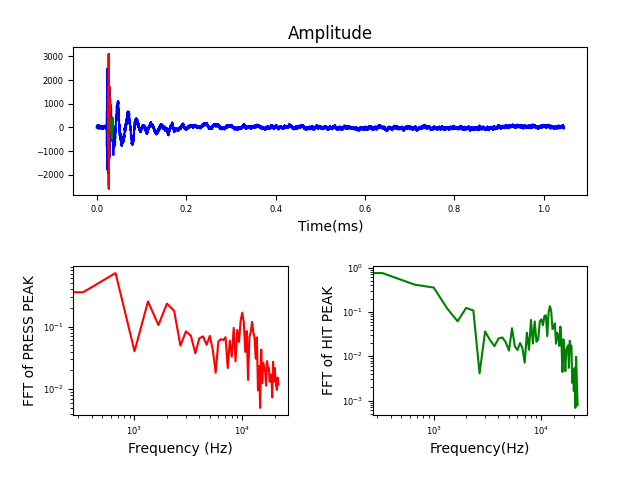 Amplitude
3000
2000
1000
0
−1000
−2000
0.0 0.2 0.4 0.6 0.8 1.0
Time(ms)
FFT of PRESS PEAK
10⁻¹
10⁻²
10³ 10⁴
Frequency (Hz)
FFT of HIT PEAK
10⁰
10⁻¹
10⁻²
10⁻³
10³ 10⁴
Frequency(Hz)